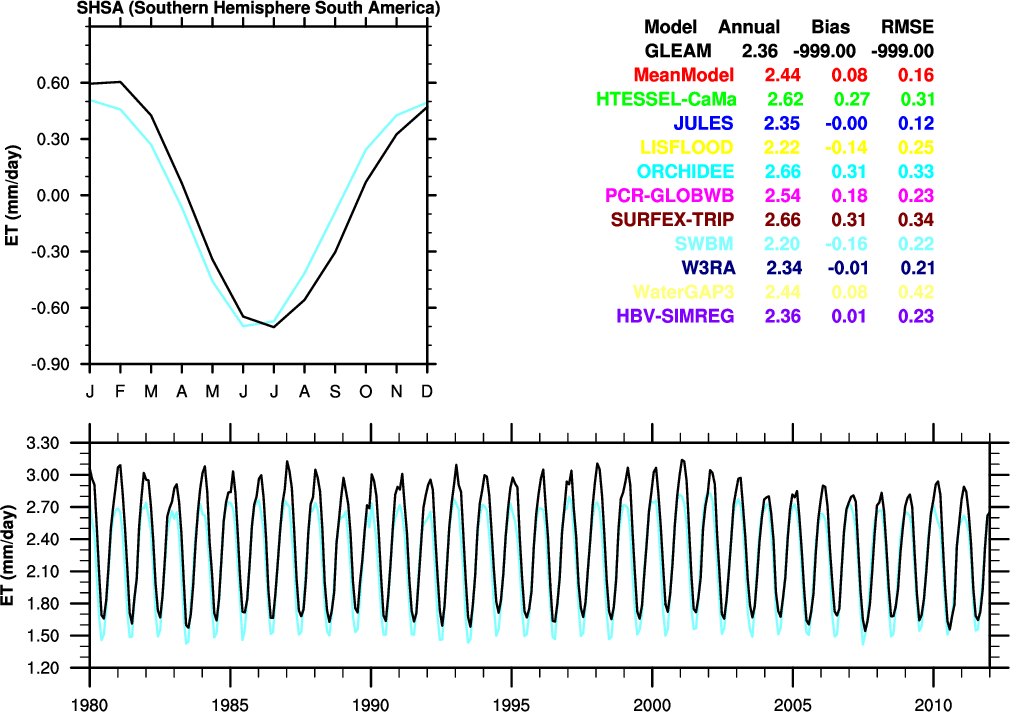 SHSA (Southern Hemisphere South America)
ET (mm/day)
0.60
0.30
0.00
-0.30
-0.60
-0.90
J F M A M J J A S O N D
Model Annual Bias RMSE
GLEAM 2.36 -999.00 -999.00
MeanModel 2.44 0.08 0.16
HTESSEL-CaMa 2.62 0.27 0.31
JULES 2.35 -0.00 0.12
LISFLOOD 2.22 -0.14 0.25
ORCHIDEE 2.66 0.31 0.33
PCR-GLOBWB 2.54 0.18 0.23
SURFEX-TRIP 2.66 0.31 0.34
SWBM 2.20 -0.16 0.22
W3RA 2.34 -0.01 0.21
WaterGAP3 2.44 0.08 0.42
HBV-SIMREG 2.36 0.01 0.23
ET (mm/day)
3.30
3.00
2.70
2.40
2.10
1.80
1.50
1.20
1980 1985 1990 1995 2000 2005 2010